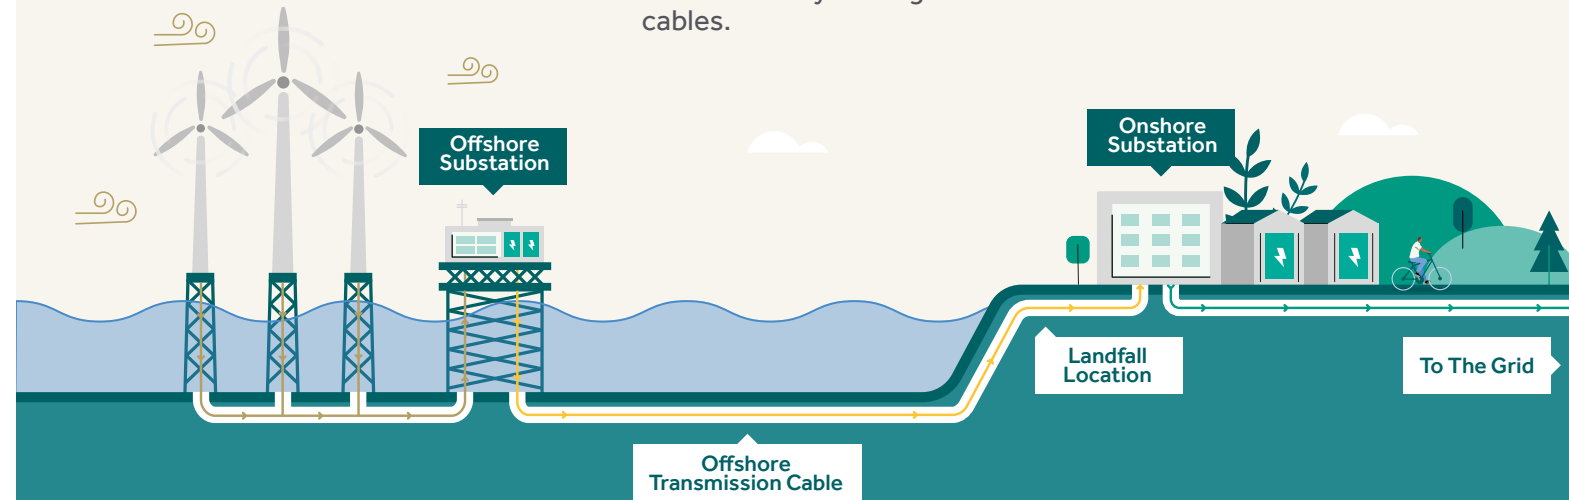 cables.
Offshore
Substation
Onshore
Substation
Landfall
Location
To The Grid
Offshore
Transmission Cable